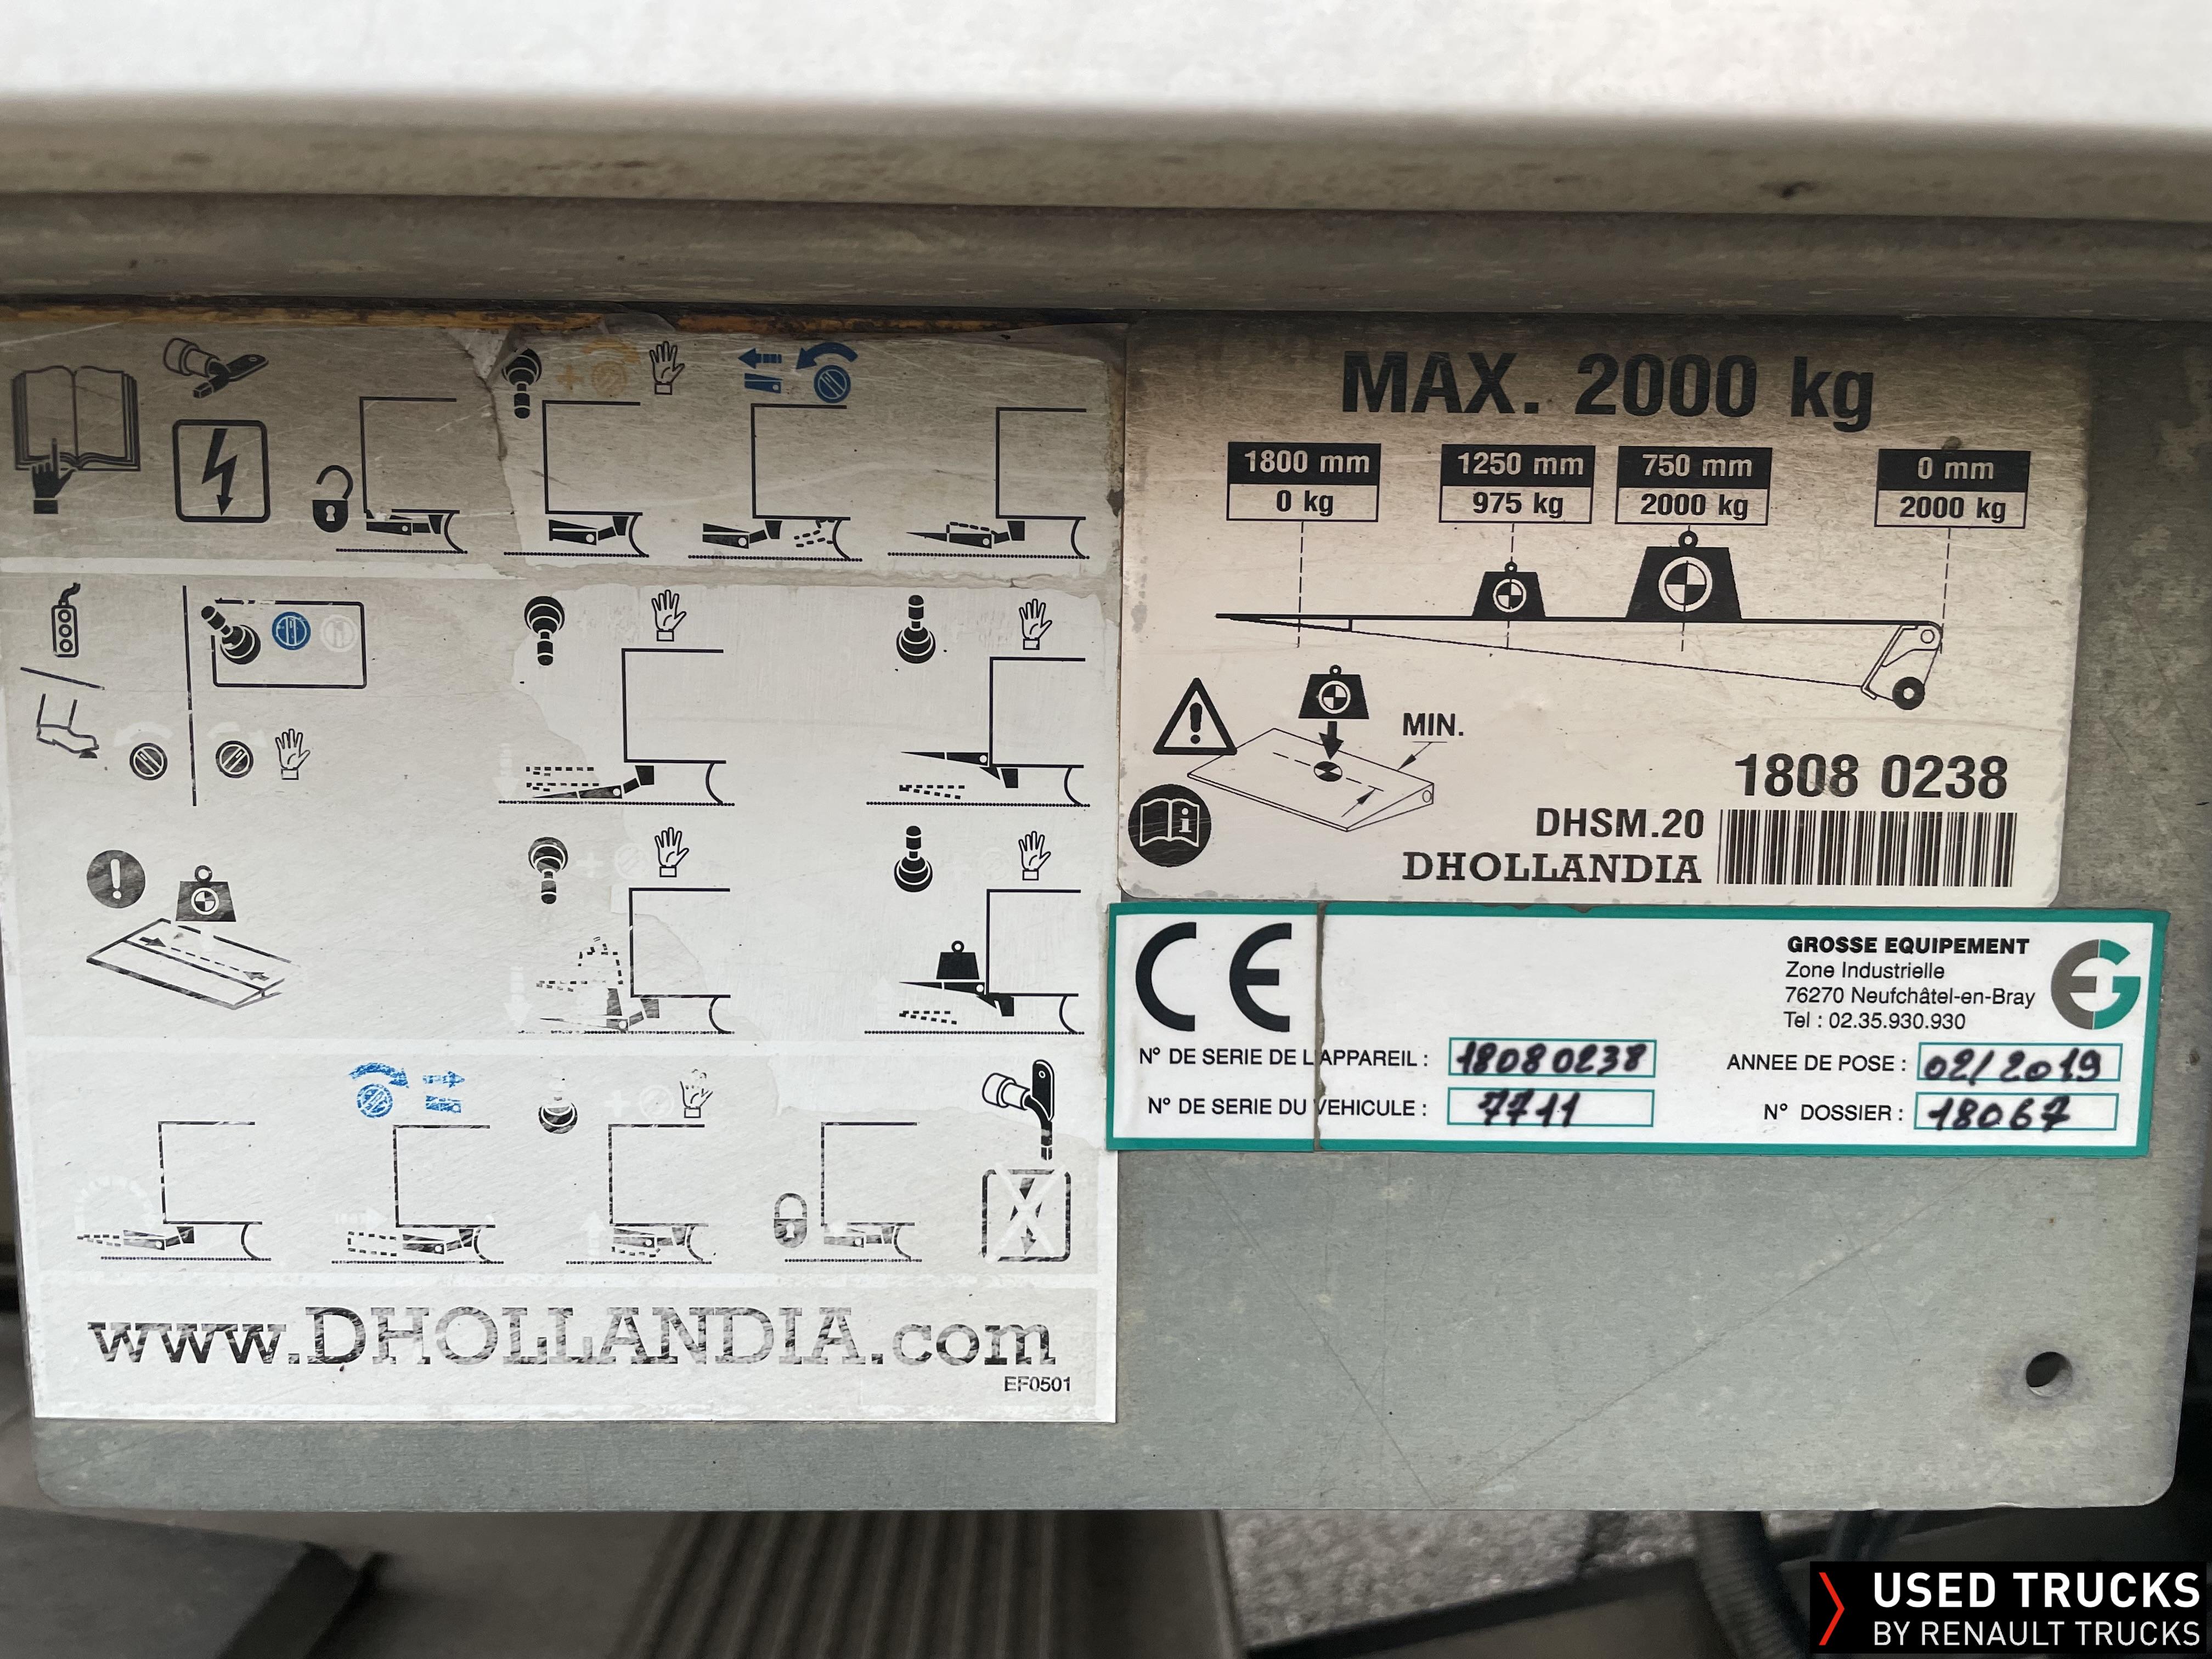 MAX. 2000 kg
1800 mm 1250 mm 750 mm 0 mm
0 kg 975 kg 2000 kg 2000 kg
MIN.
1808 0238
DHSM.20
DHOLLANDIA
CE
GROSSE EQUIPEMENT
Zone Industrielle
76270 Neufchâtel-en-Bray
Tel : 02.35.930.930
EG
N° DE SERIE DE L'APPAREIL : 18080238
ANNEE DE POSE : 02/2019
N° DE SERIE DU VEHICULE : 7711
N° DOSSIER : 18067
www.DHOLLANDIA.com
EF0501
USED TRUCKS
BY RENAULT TRUCKS